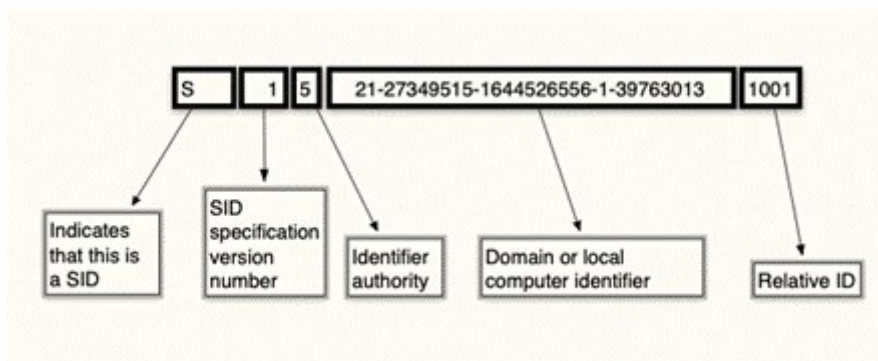 S 1 5 21-27349515-1644526556-1-39763013 1001
Indicates
that this is
a SID
SID
specification
version
number
Identifier
authority
Domain or local
computer identifier
Relative ID